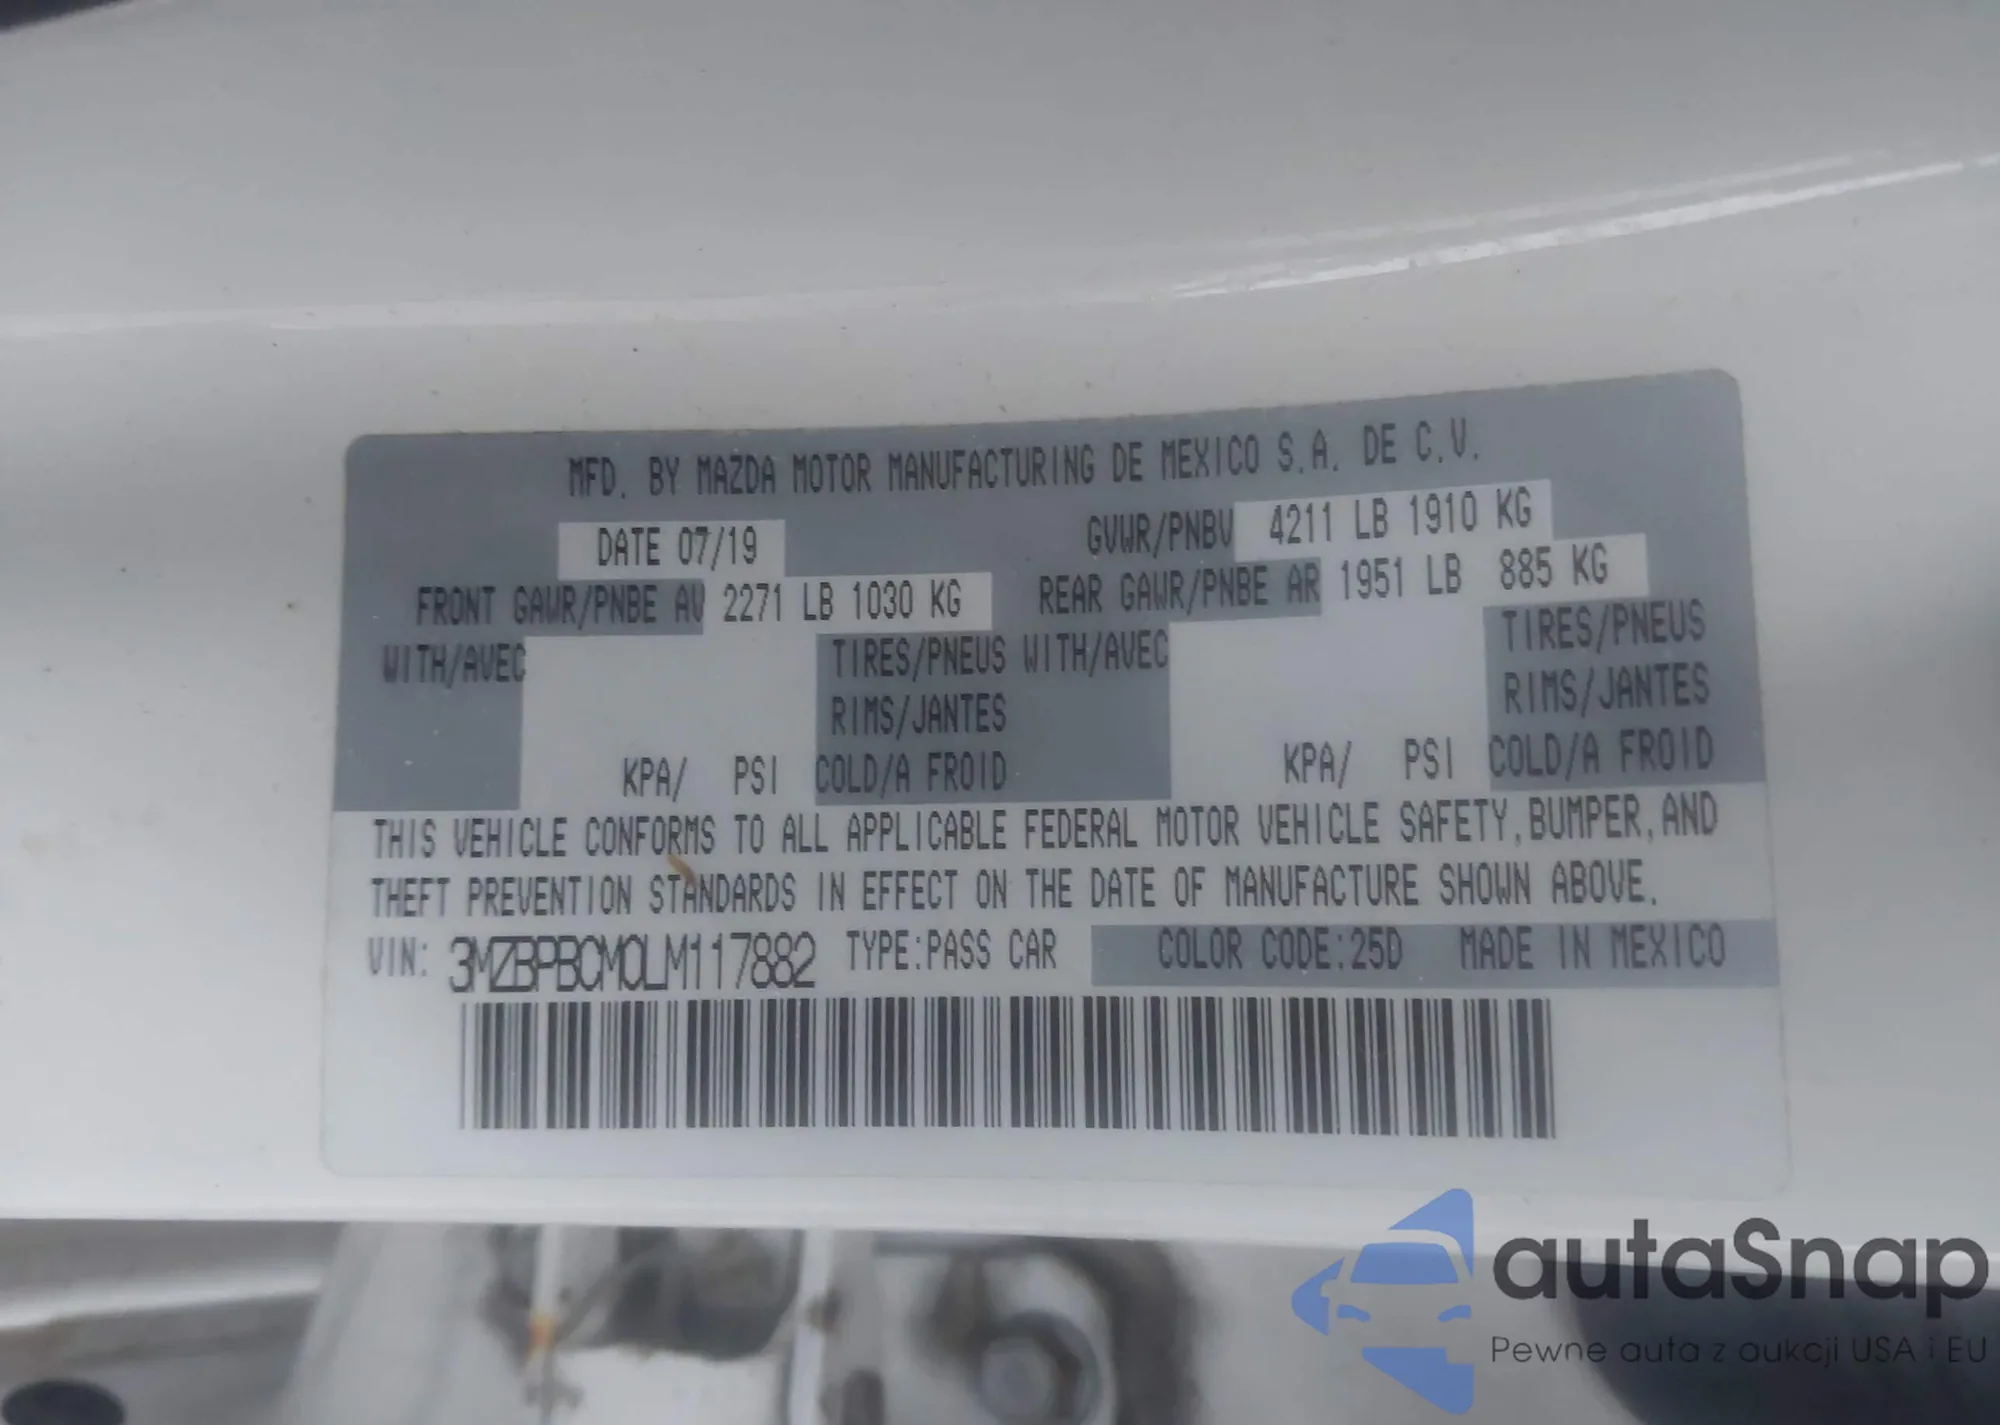 MFD. BY MAZDA MOTOR MANUFACTURING DE MEXICO S.A. DE C.V.
DATE 07/19 GVWR/PNBV 4211 LB 1910 KG
FRONT GAWR/PNBE AV 2271 LB 1030 KG REAR GAWR/PNBE AR 1951 LB 885 KG
WITH/AVEC TIRES/PNEUS WITH/AVEC TIRES/PNEUS
RIMS/JANTES RIMS/JANTES
KPA/ PSI COLD/A FROID KPA/ PSI COLD/A FROID
THIS VEHICLE CONFORMS TO ALL APPLICABLE FEDERAL MOTOR VEHICLE SAFETY, BUMPER, AND
THEFT PREVENTION STANDARDS IN EFFECT ON THE DATE OF MANUFACTURE SHOWN ABOVE.
VIN: 3MZBPBCM0LM117882 TYPE:PASS CAR COLOR CODE:25D MADE IN MEXICO
autaSnap
Pewne auta z aukcji USA i EU